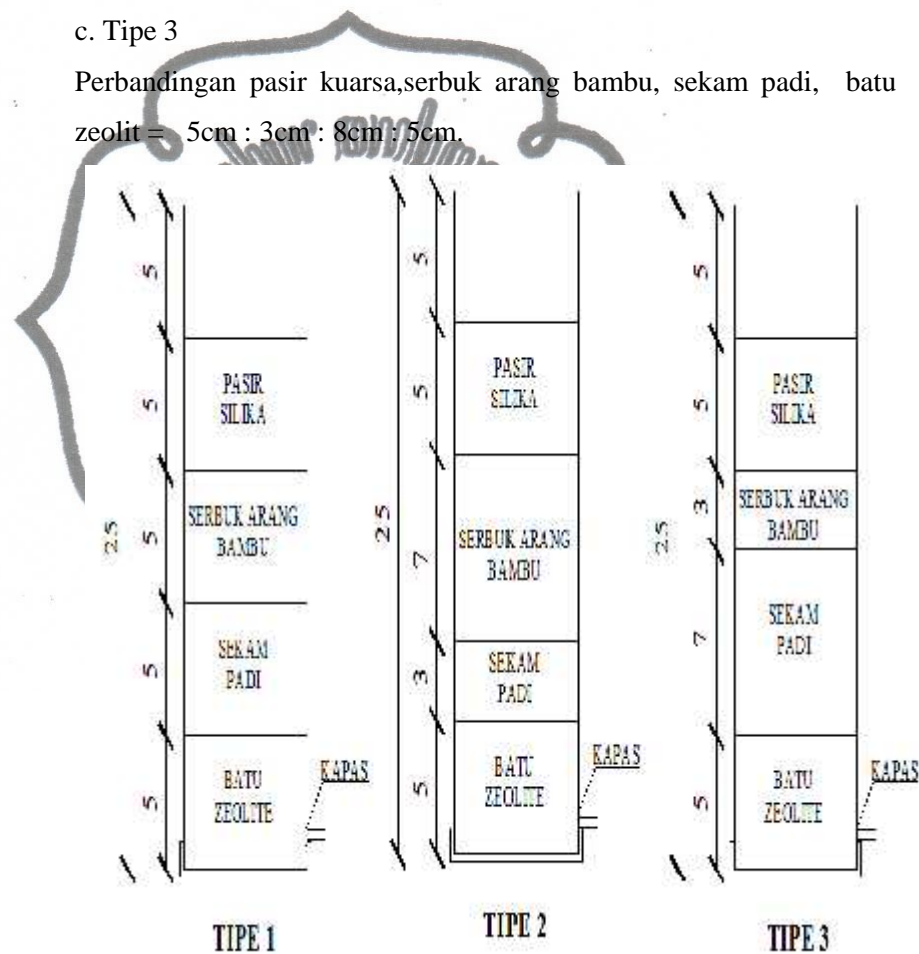 c. Tipe 3
Perbandingan pasir kuarsa,serbuk arang bambu, sekam padi, batu
zeolit = 5cm : 3cm : 8cm : 5cm.
25
5
5
5
5
5
PASIR
SILIKA
SERBUK ARANG
BAMBU
SEKAM
PADI
BATU
ZEOLITE
KAPAS
TIPE 1
25
5
5
7
3
5
PASIR
SILIKA
SERBUK ARANG
BAMBU
SEKAM
PADI
BATU
ZEOLITE
KAPAS
TIPE 2
25
5
5
3
7
5
PASIR
SILIKA
SERBUK ARANG
BAMBU
SEKAM
PADI
BATU
ZEOLITE
KAPAS
TIPE 3